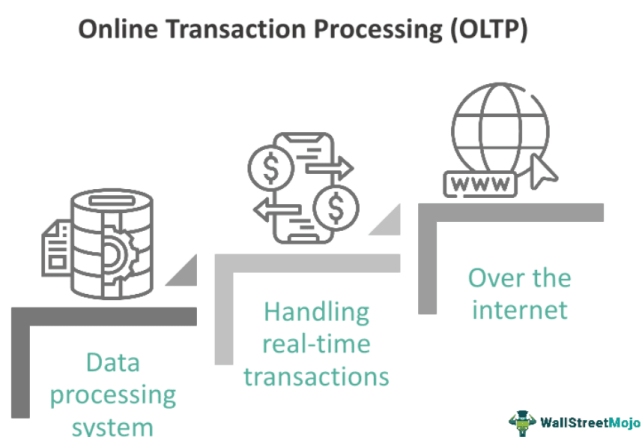 Online Transaction Processing (OLTP)
WWW
Over the
internet
Handling
real-time
transactions
Data
processing
system
WallStreetMojo